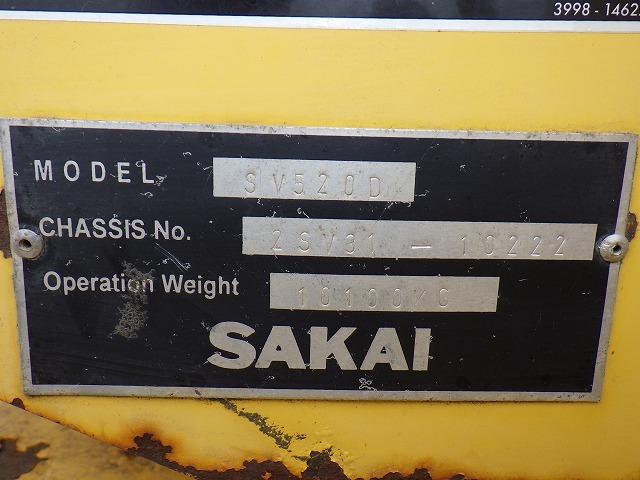 3998 - 1462
MODEL SV520D
CHASSIS No. 2SV31 - 10222
Operation Weight 10100KG
SAKAI